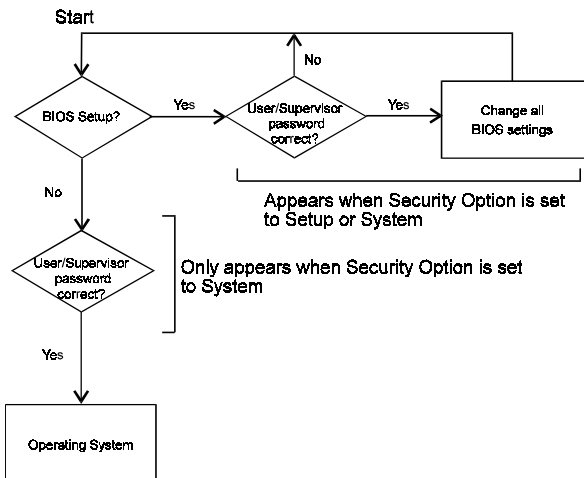 Start
No
BIOS Setup?
Yes
User/Supervisor
password
correct?
Yes
Change all
BIOS settings
Appears when Security Option is set
to Setup or System
No
User/Supervisor
password
correct?
Only appears when Security Option is set
to System
Yes
Operating System